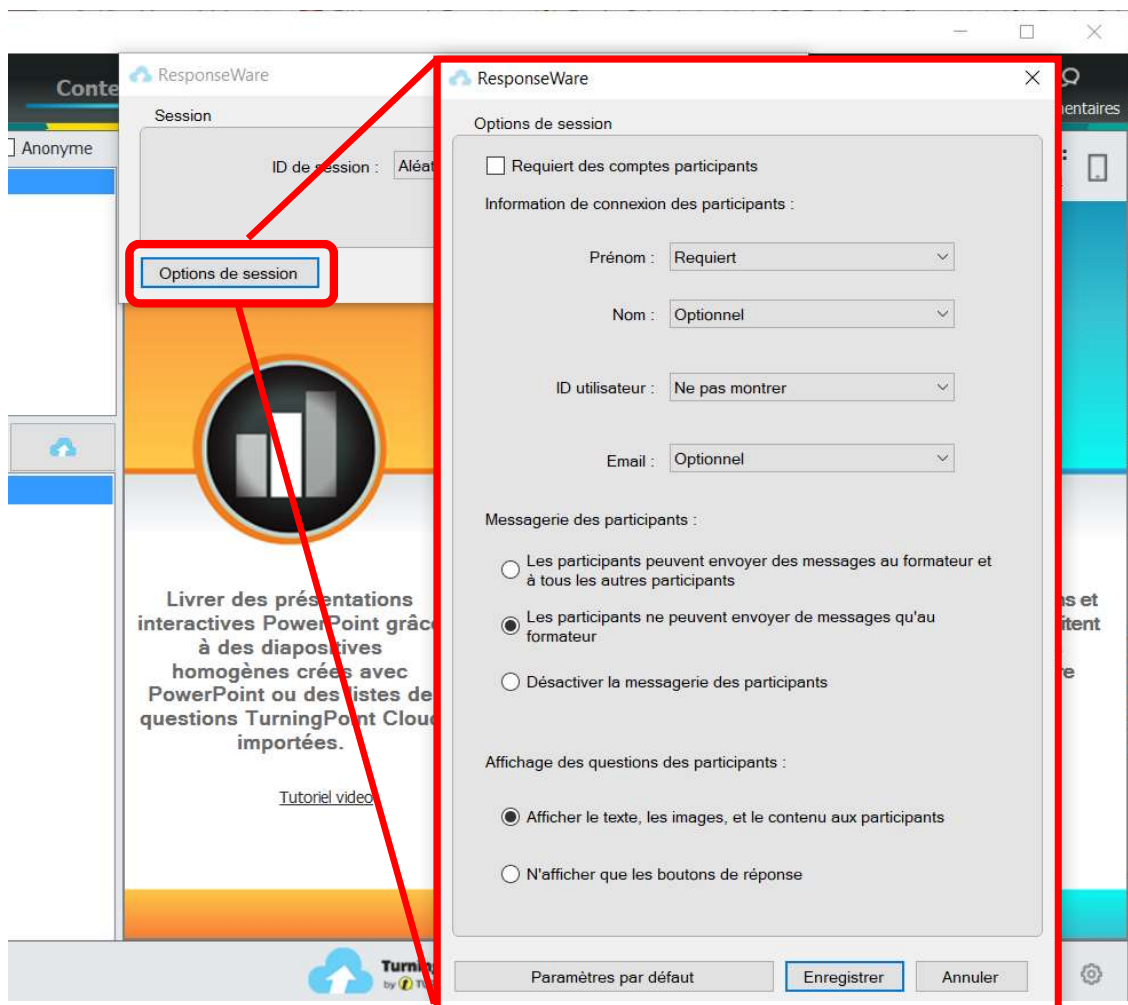 Conte
entaires
Anonyme
ResponseWare
Session
ID de session :
Aléat
Options de session
Livrer des présentations
interactives PowerPoint grâc
à des diapositives
homogènes créées avec
PowerPoint ou des listes de
questions TurningPoint Cloud
importées.
Tutoriel video
ResponseWare
Options de session
Requiert des comptes participants
Information de connexion des participants :
Prénom :
Requiert
Nom :
Optionnel
ID utilisateur :
Ne pas montrer
Email :
Optionnel
Messagerie des participants :
Les participants peuvent envoyer des messages au formateur et
à tous les autres participants
Les participants ne peuvent envoyer de messages qu'au
formateur
Désactiver la messagerie des participants
Affichage des questions des participants :
Afficher le texte, les images, et le contenu aux participants
N'afficher que les boutons de réponse
Paramètres par défaut
Enregistrer
Annuler
s et
itent
e
Turnin
by